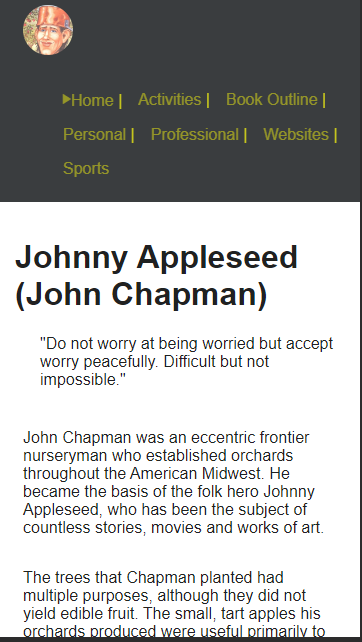 ▶Home | Activities | Book Outline |
Personal | Professional | Websites |
Sports
Johnny Appleseed
(John Chapman)
"Do not worry at being worried but accept
worry peacefully. Difficult but not
impossible."
John Chapman was an eccentric frontier
nurseryman who established orchards
throughout the American Midwest. He
became the basis of the folk hero Johnny
Appleseed, who has been the subject of
countless stories, movies and works of art.
The trees that Chapman planted had
multiple purposes, although they did not
yield edible fruit. The small, tart apples his
orchards produced were useful primarily to